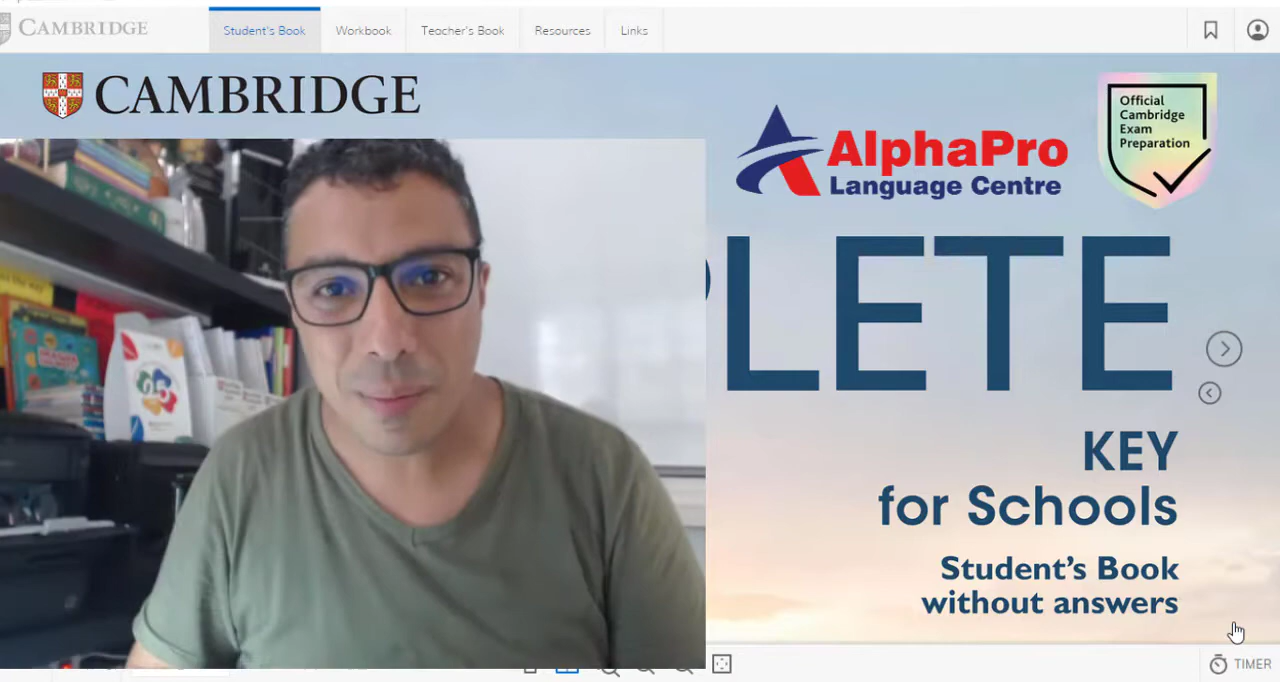 CAMBRIDGE
Student's Book
Workbook
Teacher's Book
Resources
Links
CAMBRIDGE
AlphaPro
Language Centre
Official
Cambridge
Exam
Preparation
LETE
KEY
for Schools
Student's Book
without answers
TIMER